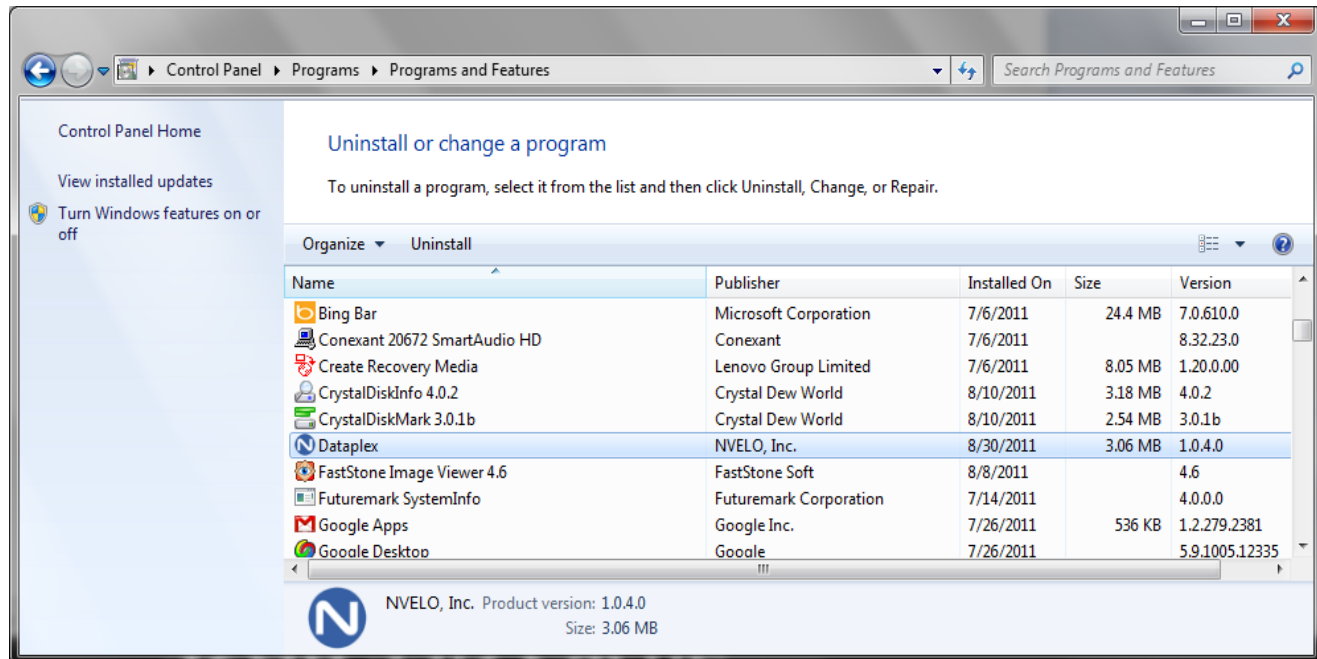 Control Panel Programs Programs and Features Search Programs and Features
Control Panel Home
View installed updates
Turn Windows features on or
off
Uninstall or change a program
To uninstall a program, select it from the list and then click Uninstall, Change, or Repair.
Organize Uninstall
Name Publisher Installed On Size Version
Bing Bar Microsoft Corporation 7/6/2011 24.4 MB 7.0.610.0
Conexant 20672 SmartAudio HD Conexant 7/6/2011 8.32.23.0
Create Recovery Media Lenovo Group Limited 7/6/2011 8.05 MB 1.20.0.00
CrystalDiskInfo 4.0.2 Crystal Dew World 8/10/2011 3.18 MB 4.0.2
CrystalDiskMark 3.0.1b Crystal Dew World 8/10/2011 2.54 MB 3.0.1b
Dataplex NVELO, Inc. 8/30/2011 3.06 MB 1.0.4.0
FastStone Image Viewer 4.6 FastStone Soft 8/8/2011 4.6
Futuremark SystemInfo Futuremark Corporation 7/14/2011 4.0.0.0
Google Apps Google Inc. 7/26/2011 536 KB 1.2.279.2381
Google Desktop Google 7/26/2011 5.9.1005.12335
N NVELO, Inc. Product version: 1.0.4.0
Size: 3.06 MB